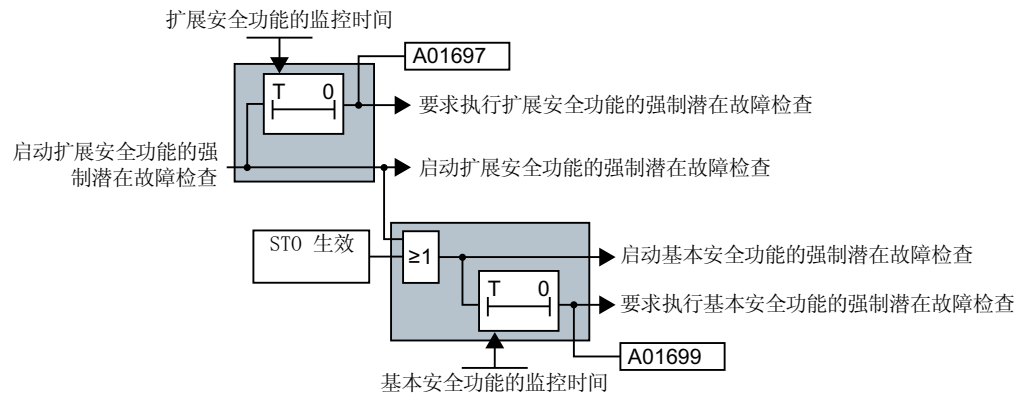 扩展安全功能的监控时间
A01697
T 0
要求执行扩展安全功能的强制潜在故障检查
启动扩展安全功能的强
制潜在故障检查
启动扩展安全功能的强制潜在故障检查
STO 生效
≥1
启动基本安全功能的强制潜在故障检查
T 0
要求执行基本安全功能的强制潜在故障检查
A01699
基本安全功能的监控时间